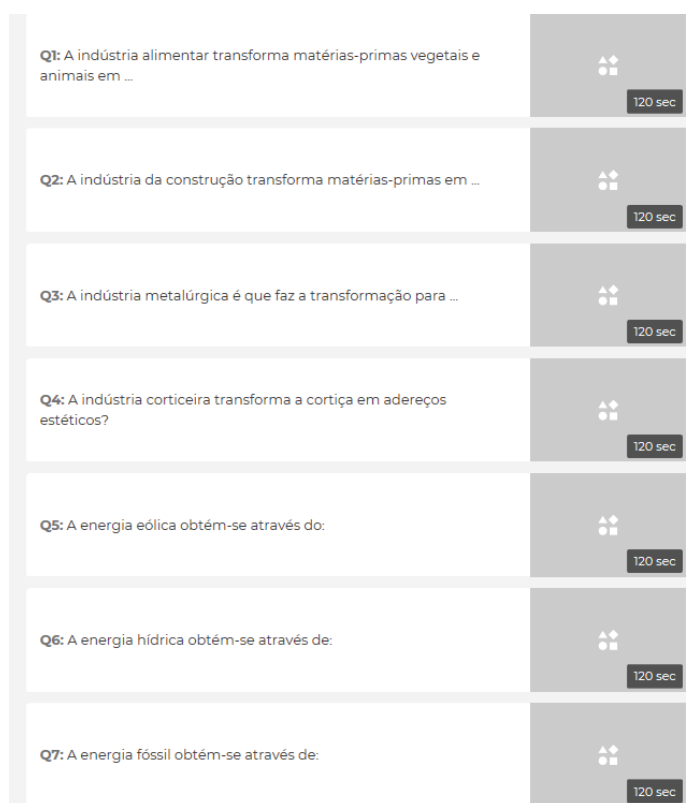 Q1: A indústria alimentar transforma matérias-primas vegetais e
animais em ...
120 sec
Q2: A indústria da construção transforma matérias-primas em ...
120 sec
Q3: A indústria metalúrgica é que faz a transformação para ...
120 sec
Q4: A indústria corticeira transforma a cortiça em adereços
estéticos?
120 sec
Q5: A energia eólica obtém-se através do:
120 sec
Q6: A energia hídrica obtém-se através de:
120 sec
Q7: A energia fóssil obtém-se através de:
120 sec